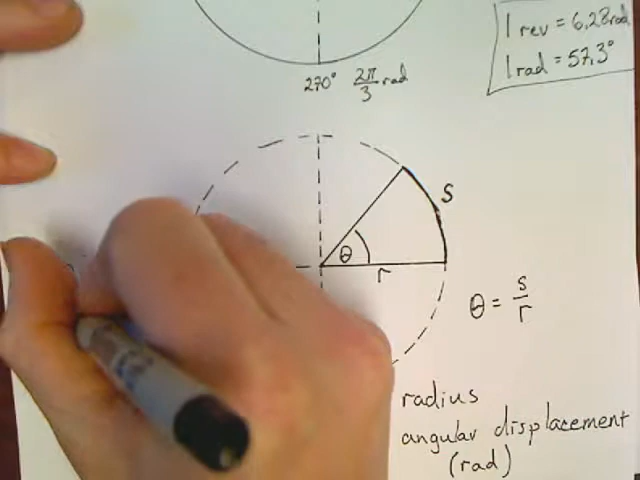 1 rev = 6,28 rad
1 rad = 57,3°
270° 2π/3 rad
s
θ
r
θ = s/r
radius
angular displacement
(rad)